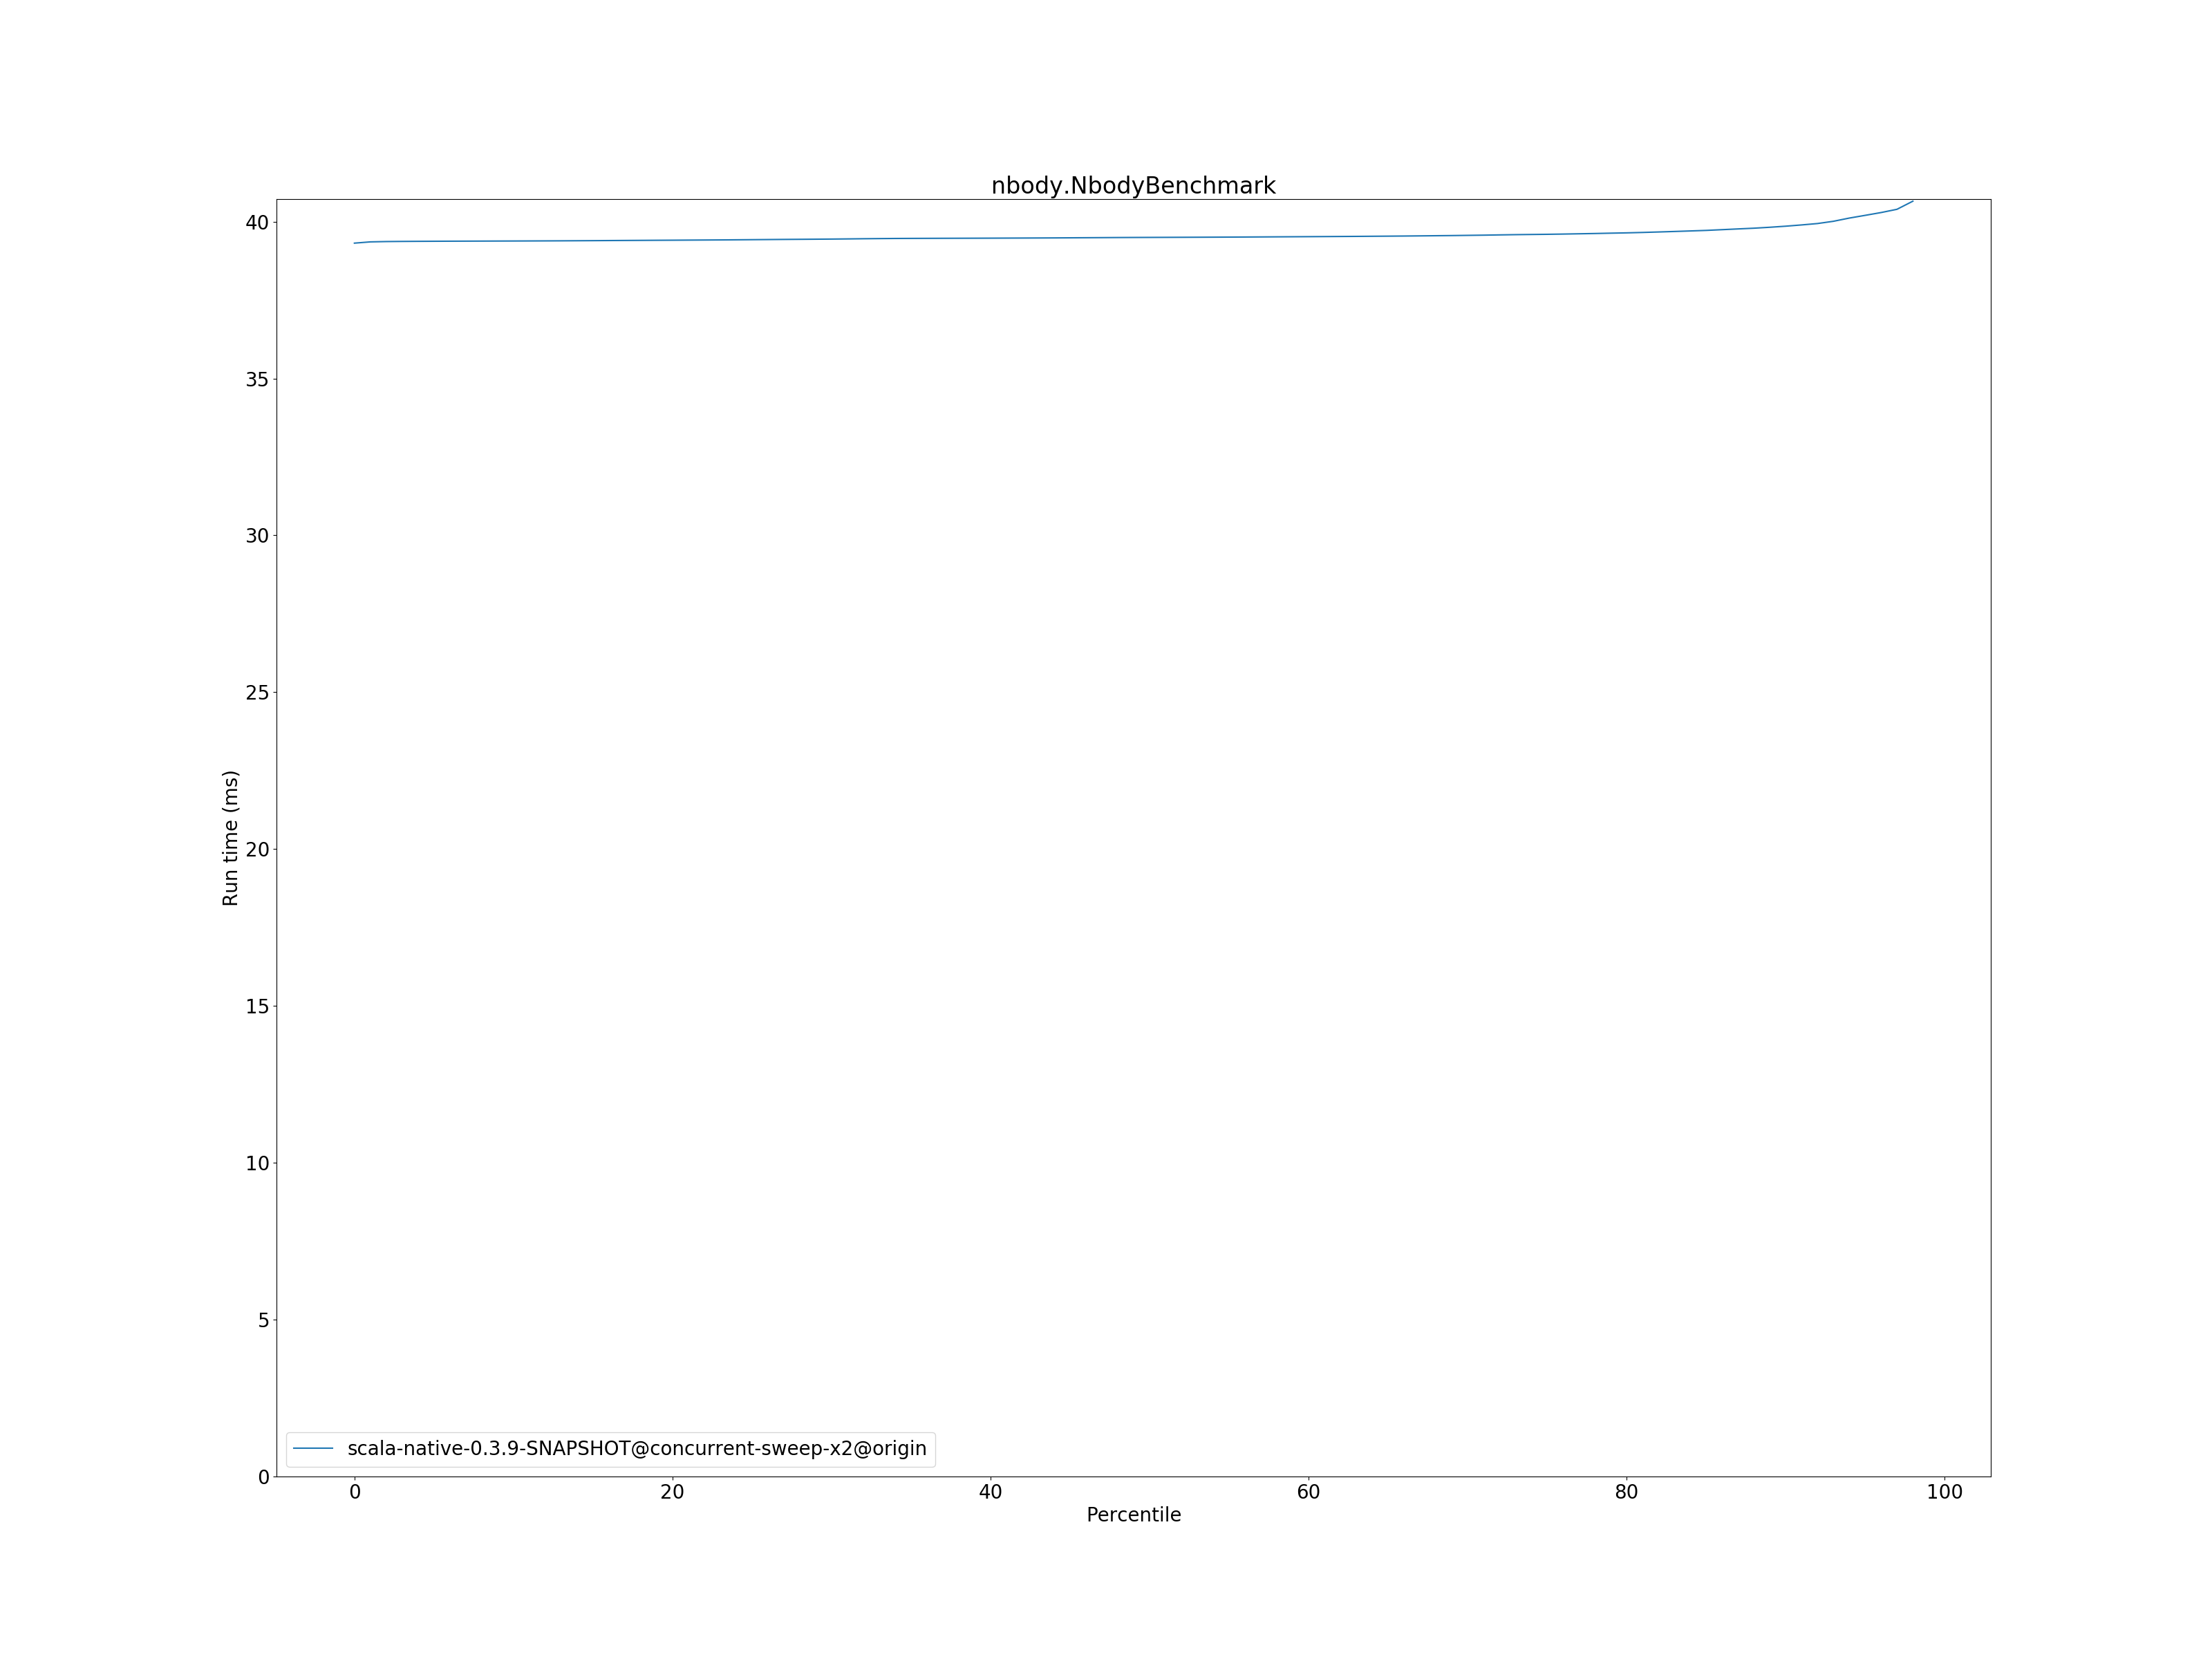 nbody.NbodyBenchmark
40
35
30
25
20
15
10
5
0
Run time (ms)
scala-native-0.3.9-SNAPSHOT@concurrent-sweep-x2@origin
0 20 40 60 80 100
Percentile